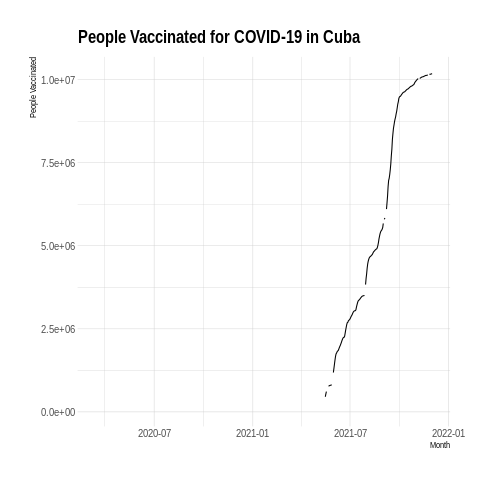 People Vaccinated for COVID-19 in Cuba
People Vaccinated
1.0e+07
7.5e+06
5.0e+06
2.5e+06
0.0e+00
2020-07 2021-01 2021-07 2022-01
Month